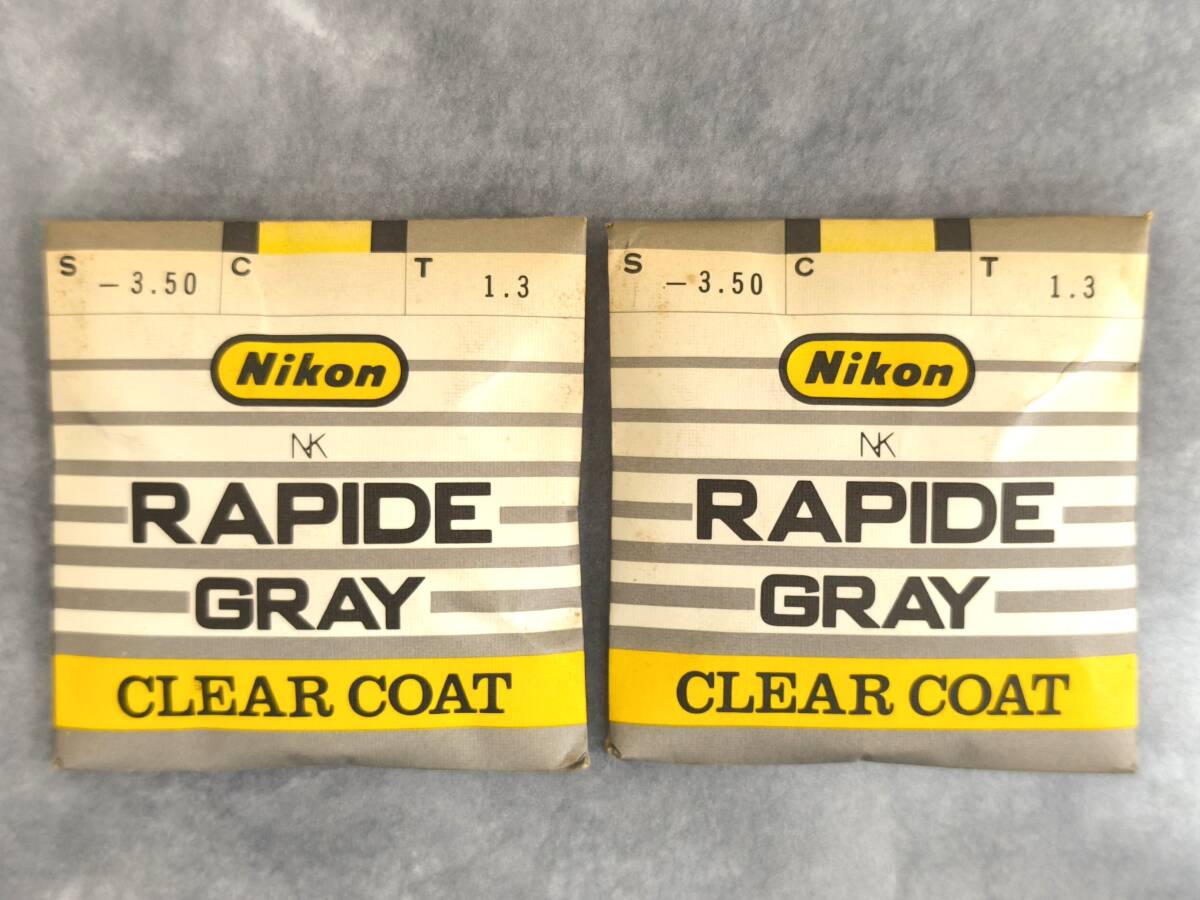 S -3.50 C T 1.3
Nikon
NK
RAPIDE
GRAY
CLEAR COAT
S -3.50 C T 1.3
Nikon
NK
RAPIDE
GRAY
CLEAR COAT